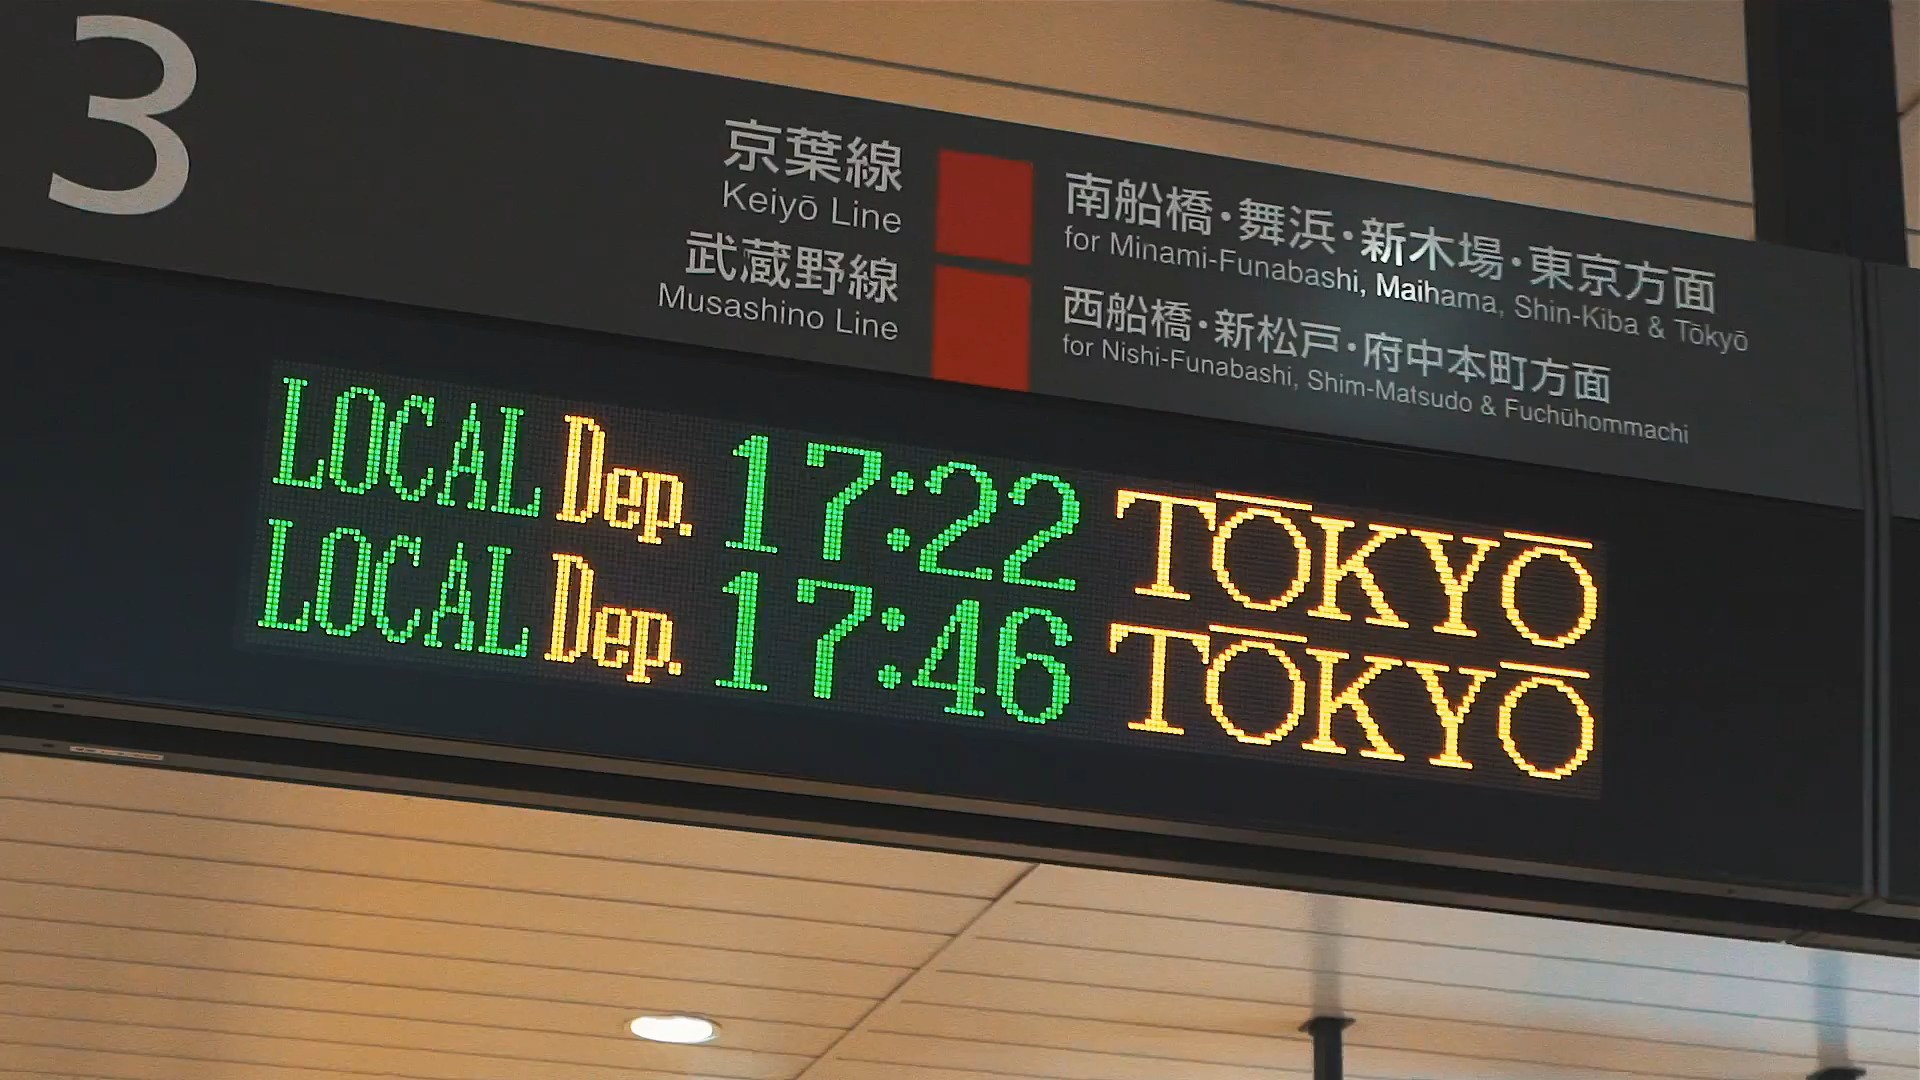 3
京葉線
Keiyō Line
南船橋・舞浜・新木場・東京方面
for Minami-Funabashi, Maihama, Shin-Kiba & Tōkyō
武蔵野線
Musashino Line
西船橋・新松戸・府中本町方面
for Nishi-Funabashi, Shim-Matsudo & Fuchūhommachi
LOCAL Dep. 17:22 TŌKYŌ
LOCAL Dep. 17:46 TŌKYŌ